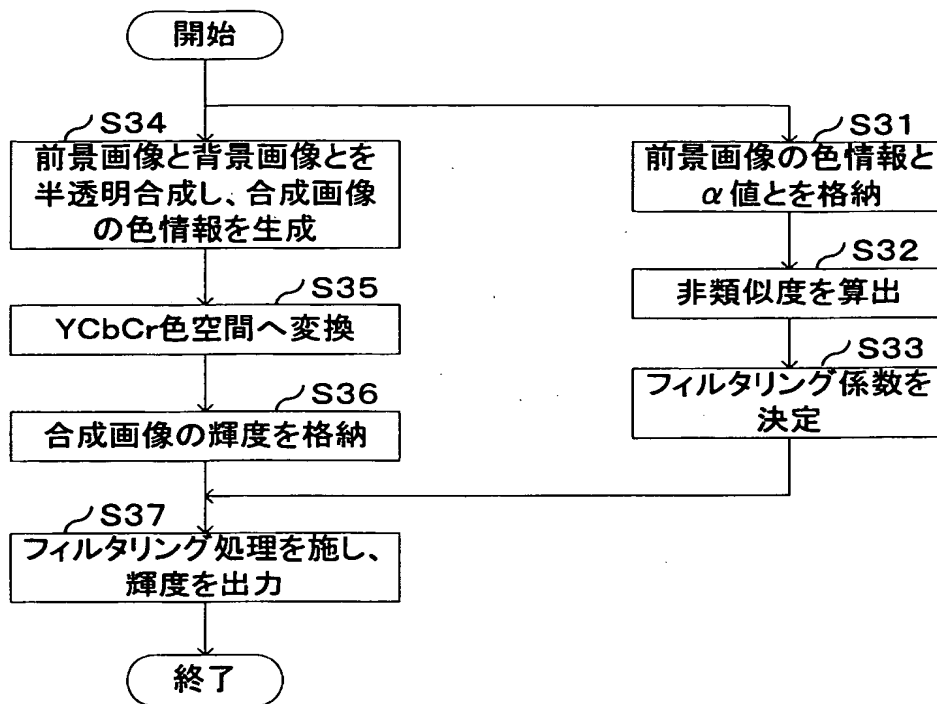 開始
S34
前景画像と背景画像とを
半透明合成し、合成画像
の色情報を生成
S35
YCbCr色空間へ変換
S36
合成画像の輝度を格納
S31
前景画像の色情報と
α値とを格納
S32
非類似度を算出
S33
フィルタリング係数を
決定
S37
フィルタリング処理を施し、
輝度を出力
終了